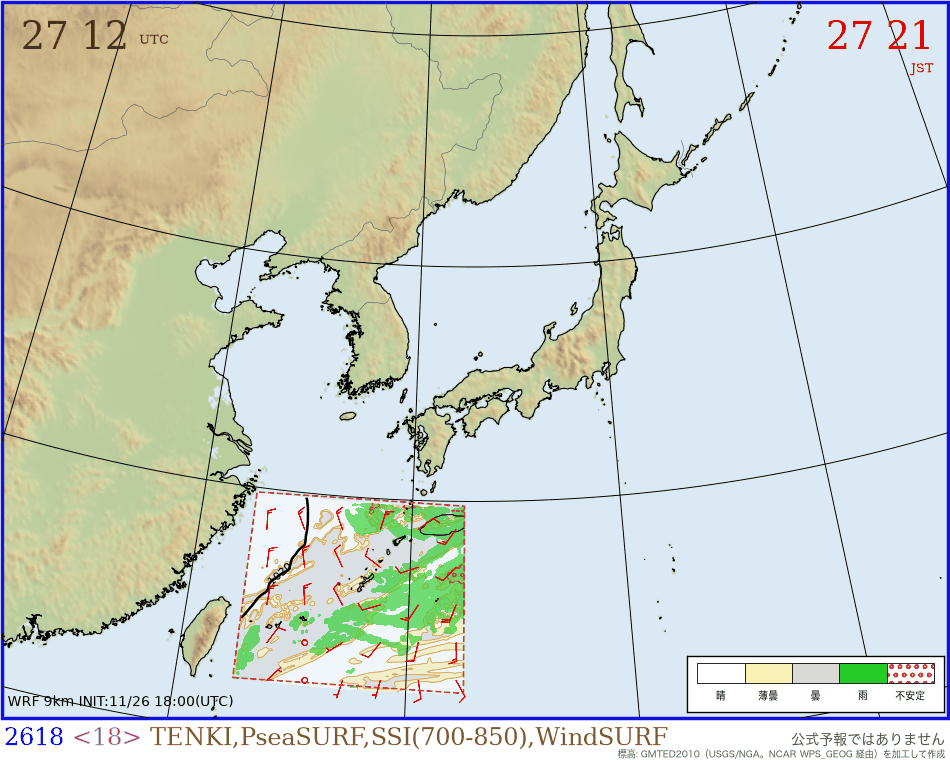 27 12 UTC
27 21
JST
晴 薄曇 曇 雨 不安定
WRF 9km INIT:11/26 18:00(UTC)
2618 <18> TENKI,PseaSURF,SSI(700-850),WindSURF
公式予報ではありません
標高: GMTED2010（USGS/NGA。NCAR WPS_GEOG 経由）を加工して作成